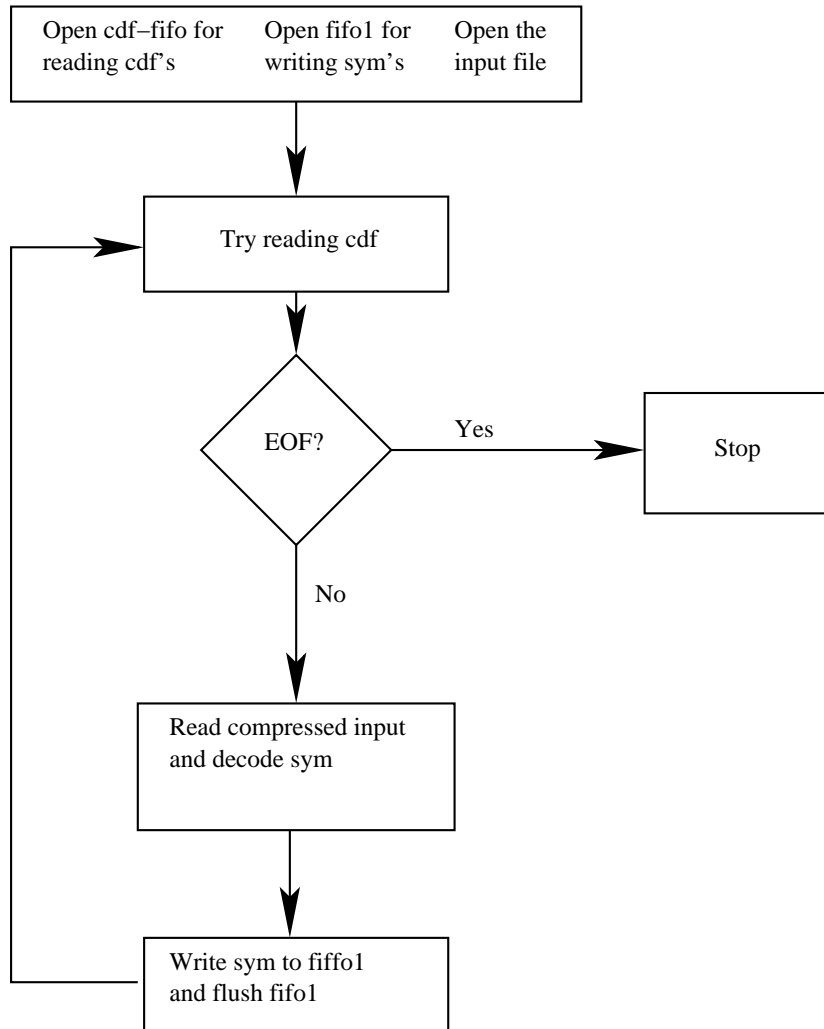 Open cdf−fifo for
reading cdf's
Open fifo1 for
writing sym's
Open the
input file
Try reading cdf
EOF?
Yes
Stop
No
Read compressed input
and decode sym
Write sym to fiffo1
and flush fifo1